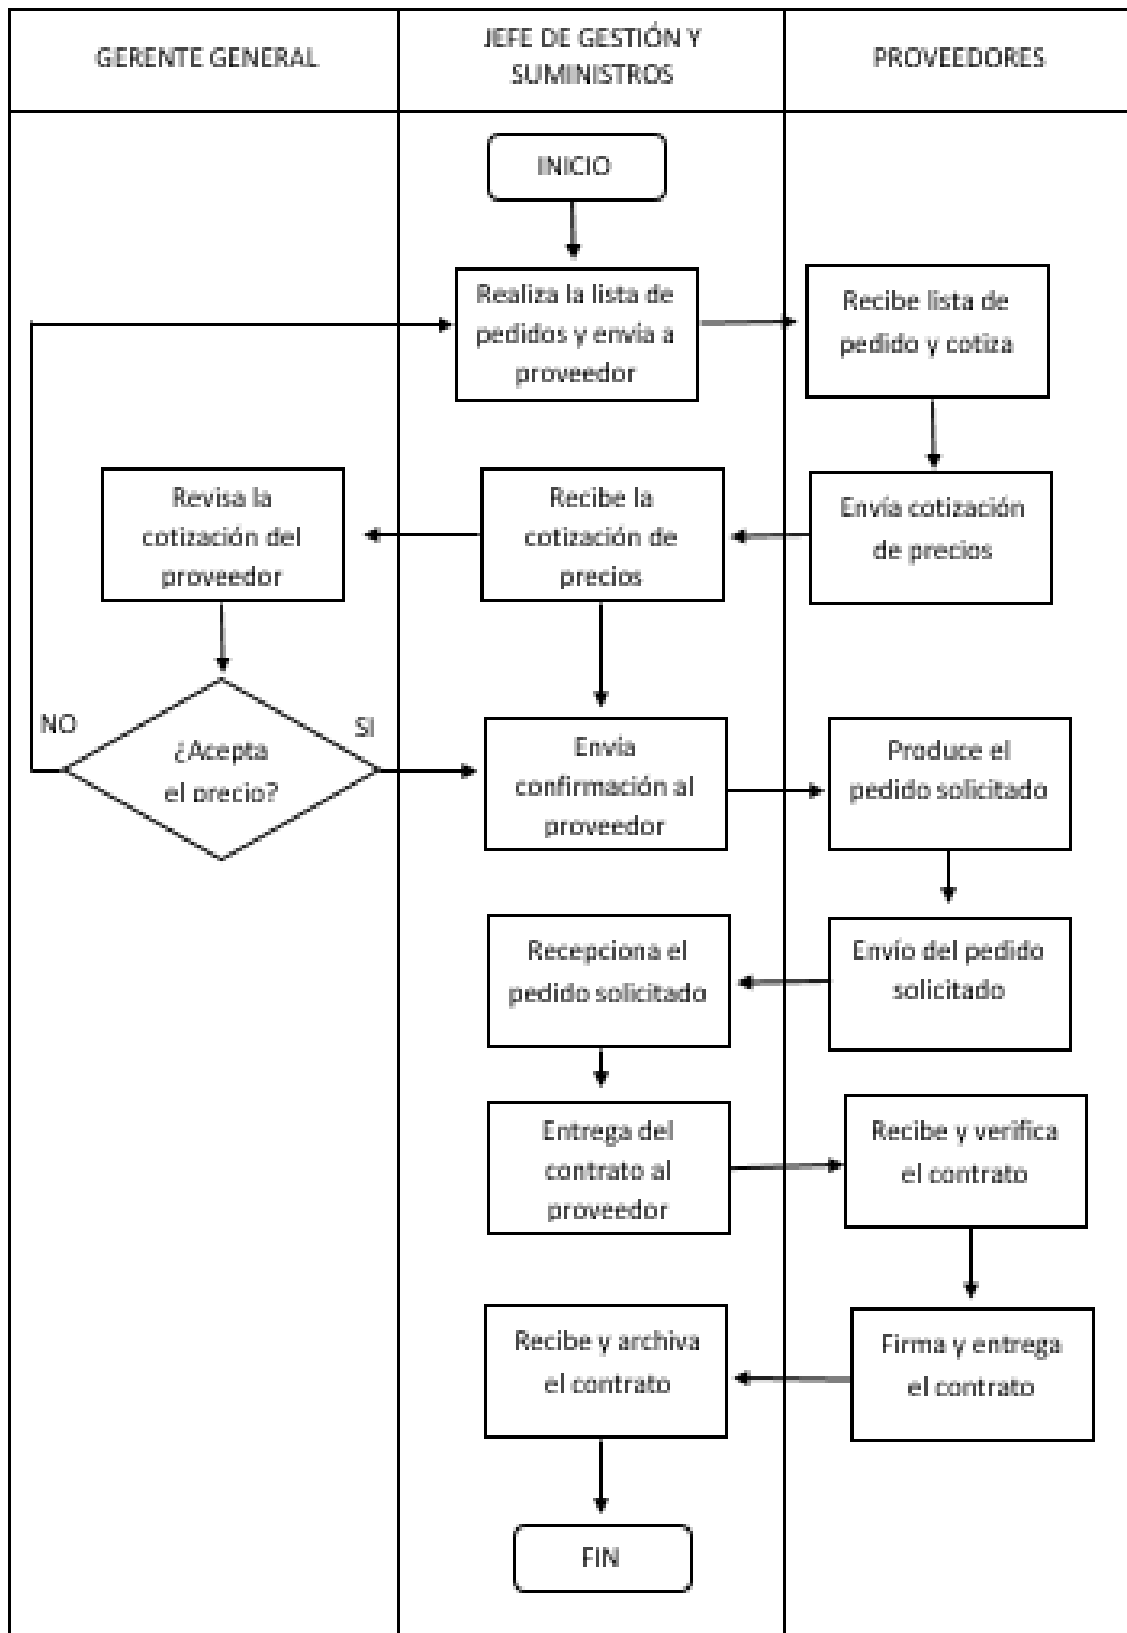 GERENTE GENERAL
JEFE DE GESTIÓN Y
SUMINISTROS
PROVEEDORES
INICIO
Realiza la lista de
pedidos y envía a
proveedor
Recibe lista de
pedido y cotiza
Revisa la
cotización del
proveedor
Recibe la
cotización de
precios
Envía cotización
de precios
NO
¿Acepta
el precio?
SI
Envía
confirmación al
proveedor
Produce el
pedido solicitado
Recepciona el
pedido solicitado
Envío del pedido
solicitado
Entrega del
contrato al
proveedor
Recibe y verifica
el contrato
Recibe y archiva
el contrato
Firma y entrega
el contrato
FIN